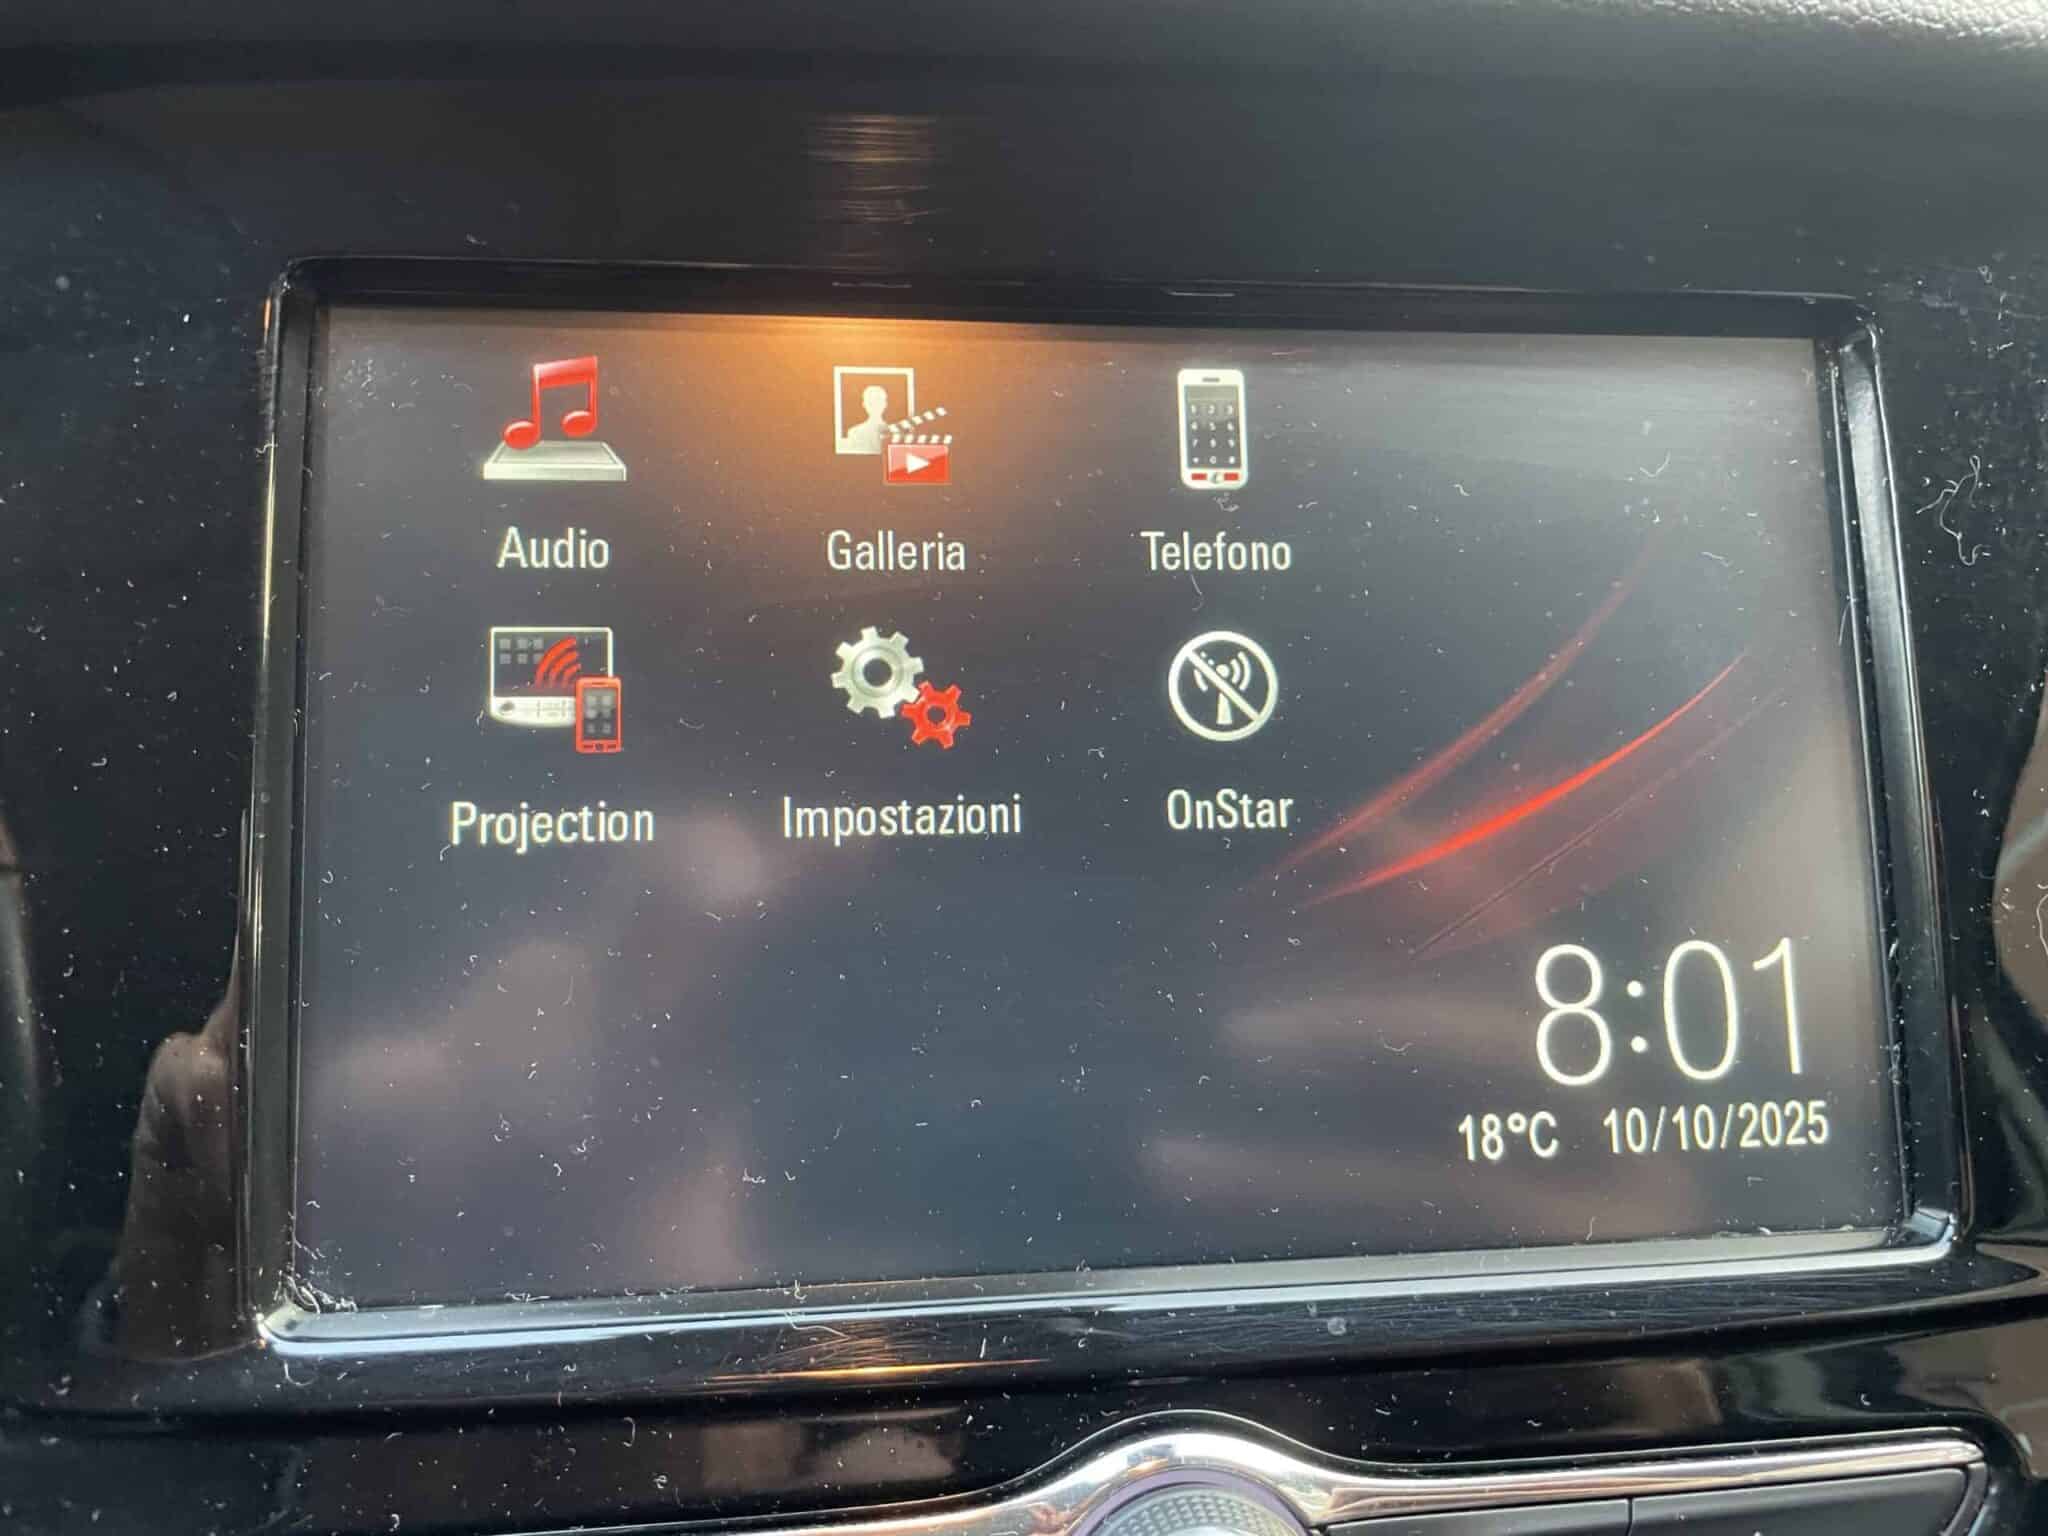 Audio
Galleria
Telefono
Projection
Impostazioni
OnStar
8:01
18°C 10/10/2025